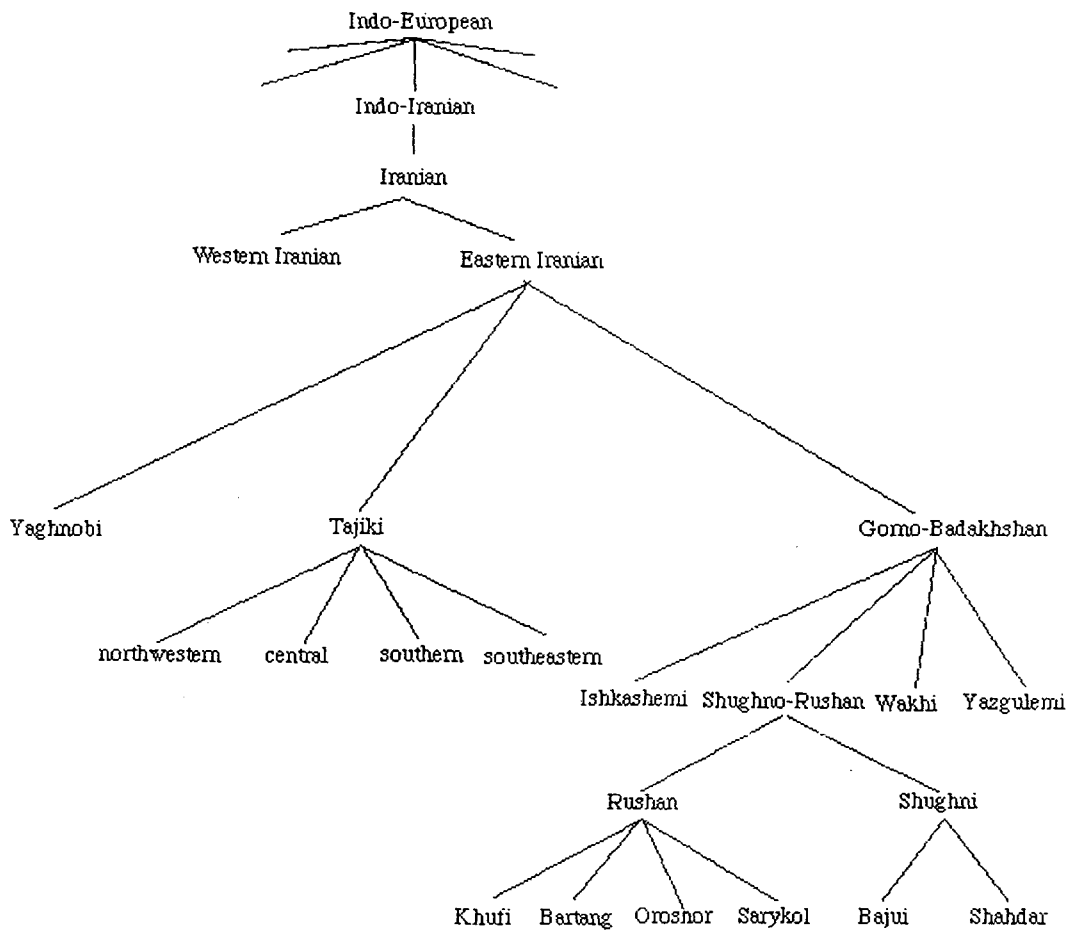 Indo-European
Indo-Iranian
Iranian
Western Iranian Eastern Iranian
Yaghnobi Tajiki Gorno-Badakhshan
northwestern central southern southeastern
Ishkashemi Shughno-Rushan Wakhi Yazgulemi
Rushan Shughni
Khufi Bartang Oroshor Sarykol Bajui Shahdar